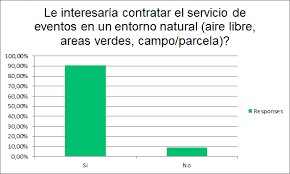 Le interesaría contratar el servicio de
eventos en un entorno natural (aire libre,
areas verdes, campo/parcela)?
100,00%
90,00%
80,00%
70,00%
60,00%
50,00%
40,00%
30,00%
20,00%
10,00%
0,00%
Responses
Si
No